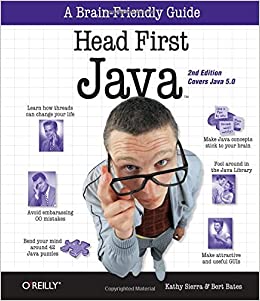 A Brain-Friendly Guide
Head First
Java
™
2nd Edition
Covers Java 5.0
Learn how threads
can change your life
Make Java concepts
stick to your brain
Fool around in
the Java Library
Avoid embarassing
OO mistakes
Bend your mind
around 42
Java puzzles
Make attractive
and useful GUIs
O'REILLY®
Kathy Sierra & Bert Bates